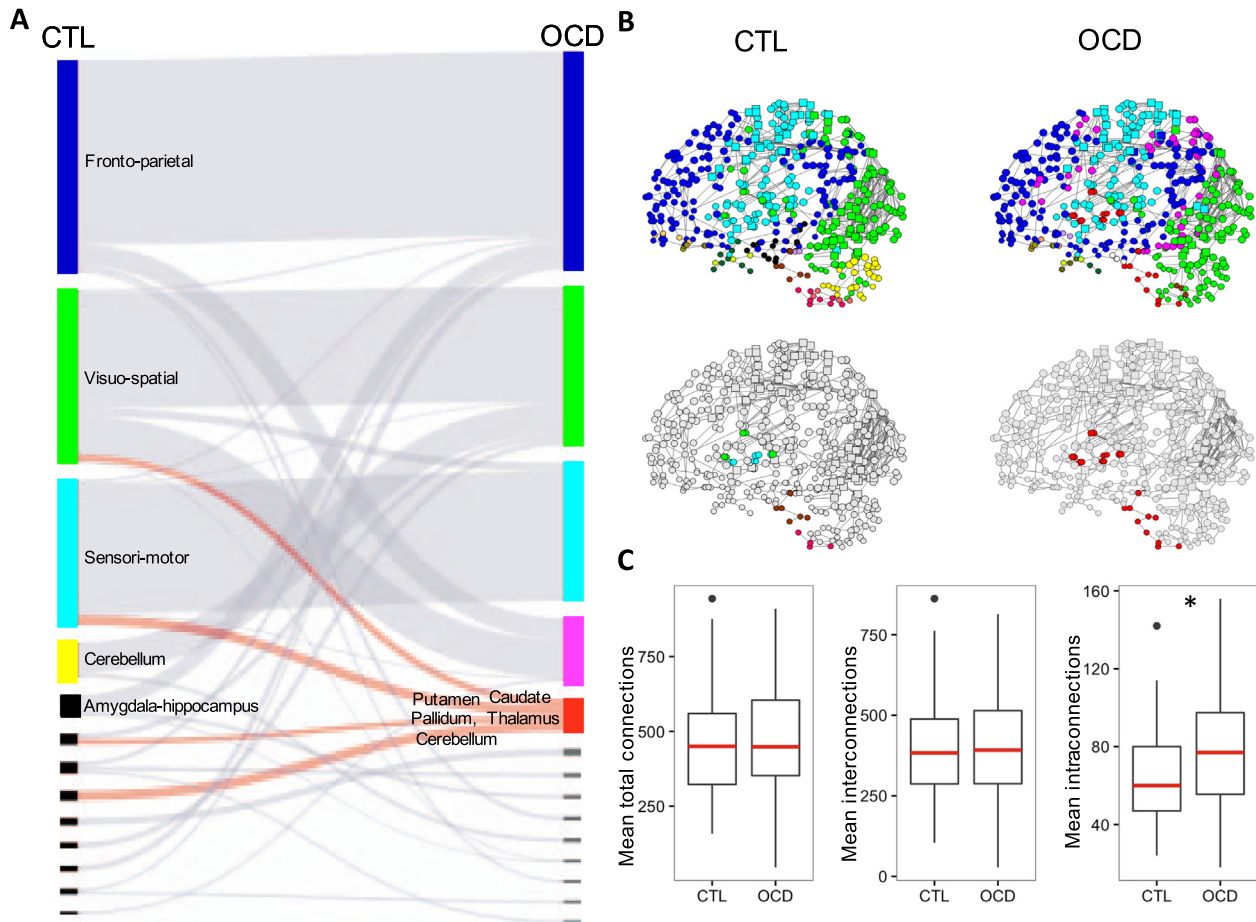 A
CTL
OCD
Fronto-parietal
Visuo-spatial
Sensori-motor
Cerebellum
Amygdala-hippocampus
Putamen Caudate
Pallidum, Thalamus
Cerebellum
B
CTL
OCD
C
Mean total connections
750
500
250
CTL
OCD
Mean interconnections
750
500
250
0
CTL
OCD
Mean intraconnections
160
120
80
40
*
CTL
OCD